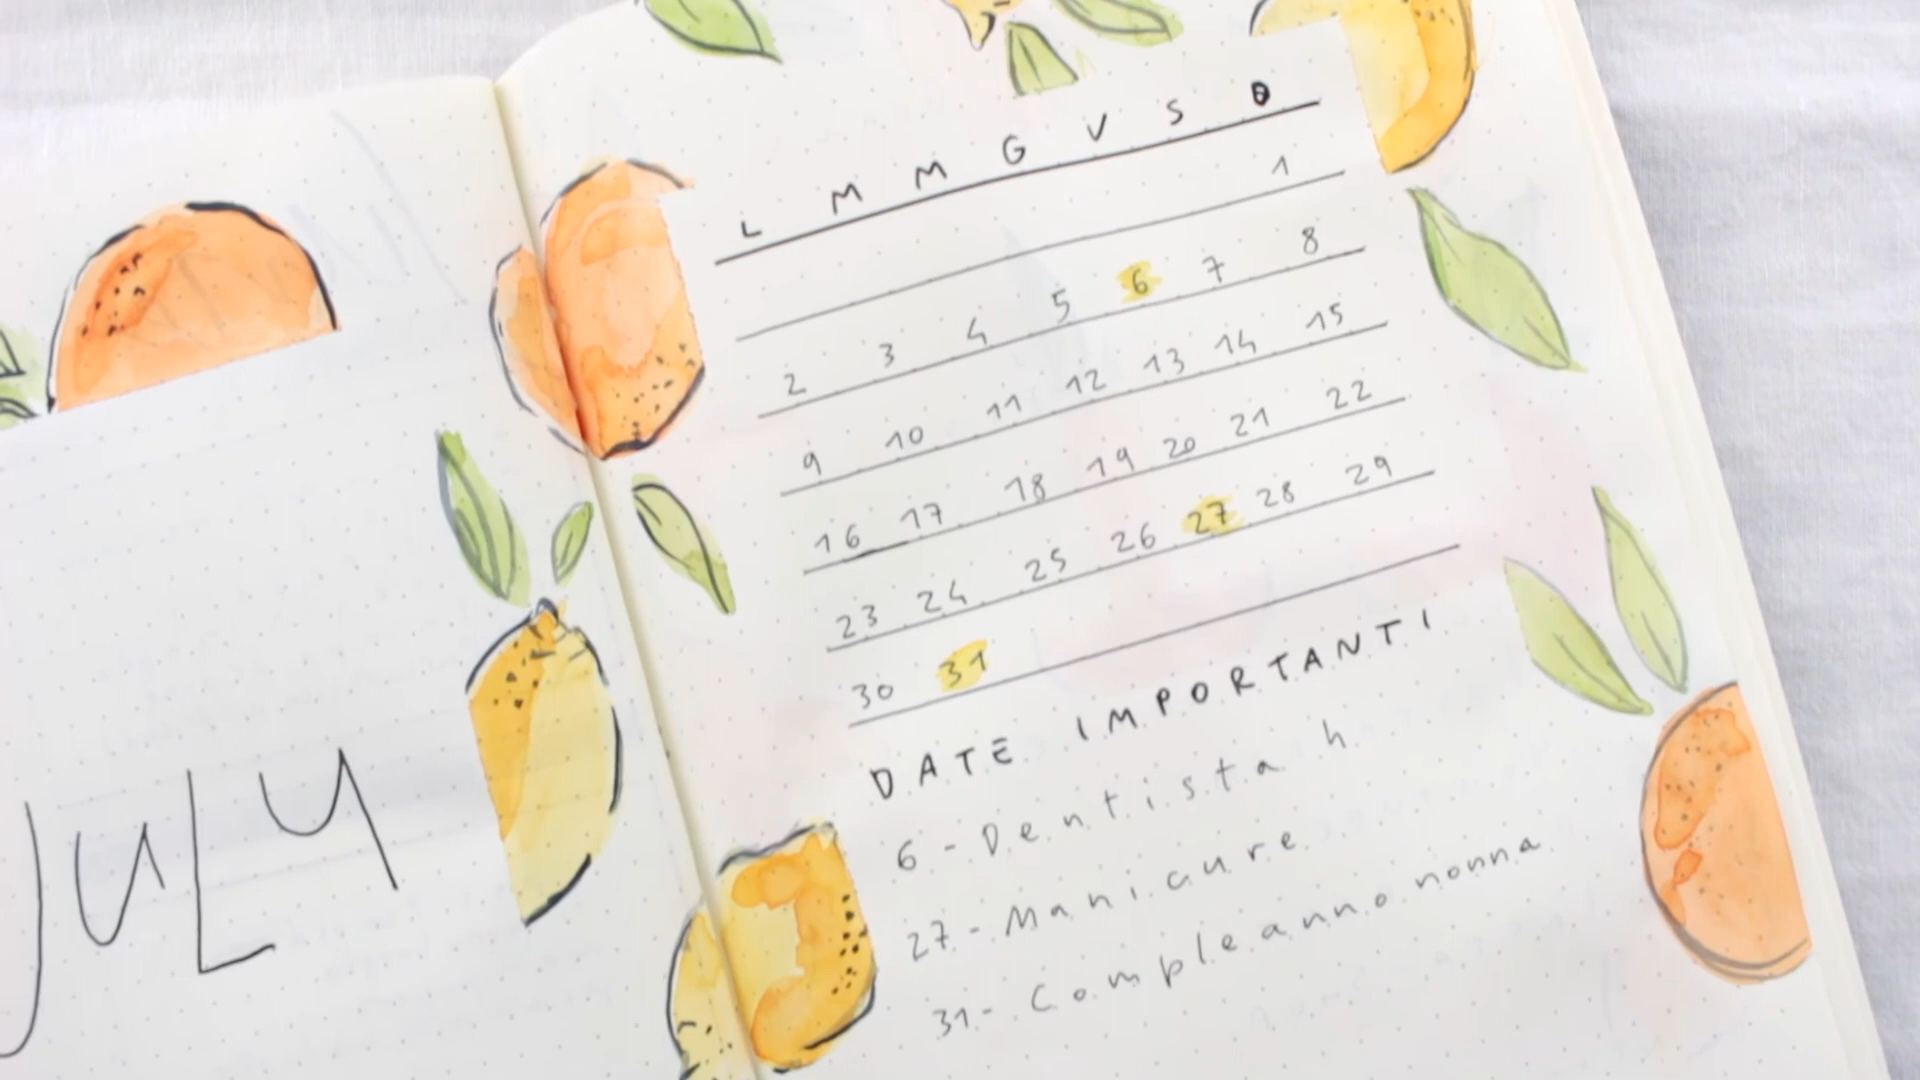 JuLY
L M M G V S D
1
2 3 4 5 6 7 8
9 10 11 12 13 14 15
16 17 18 19 20 21 22
23 24 25 26 27 28 29
30 31
DATE IMPORTANTI
6 - Dentista h
27 - Manicure
31 - Compleanno nonna